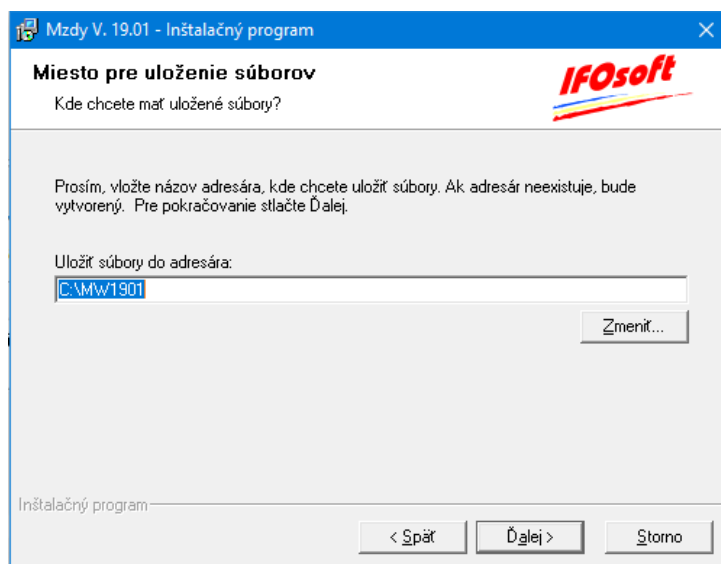 Mzdy V. 19.01 - Inštalačný program
Miesto pre uloženie súborov
Kde chcete mať uložené súbory?
IFOsoft
Prosím, vložte názov adresára, kde chcete uložiť súbory. Ak adresár neexistuje, bude
vytvorený. Pre pokračovanie stlačte Ďalej.
Uložiť súbory do adresára:
C:\MW1901
Zmeniť...
Inštalačný program
< Späť
Ďalej >
Storno